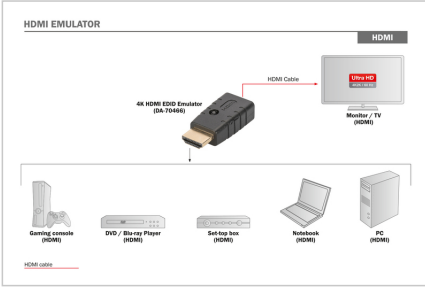 HDMI EMULATOR
HDMI
HDMI Cable
Ultra HD
4K HDMI EDID Emulator
(DA-70466)
Monitor / TV
(HDMI)
Gaming console
(HDMI)
DVD / Blu-ray Player
(HDMI)
Set-top box
(HDMI)
Notebook
(HDMI)
PC
(HDMI)
HDMI cable